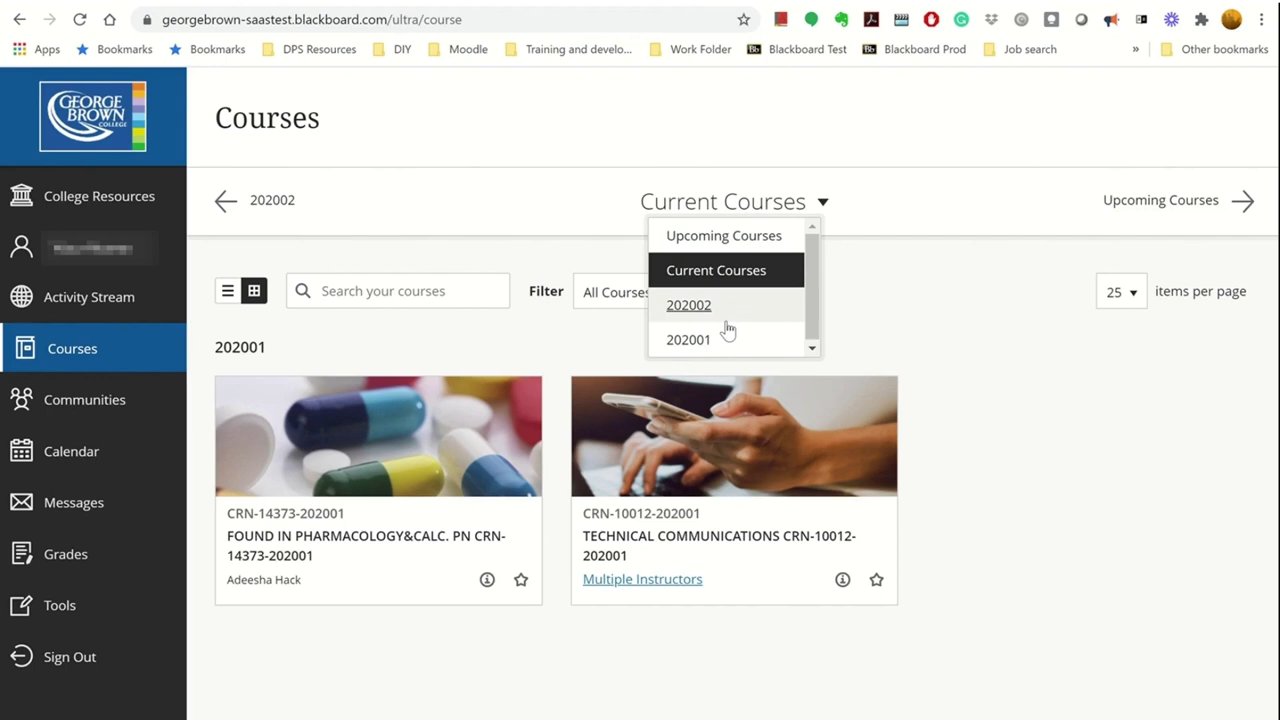 georgebrown-saastest.blackboard.com/ultra/course
Apps Bookmarks Bookmarks DPS Resources DIY Moodle Training and develo... Work Folder Bb Blackboard Test Bb Blackboard Prod Job search » Other bookmarks
GEORGE
BROWN
COLLEGE
College Resources
Activity Stream
Courses
Communities
Calendar
Messages
Grades
Tools
Sign Out
Courses
202002
Current Courses
Upcoming Courses
Upcoming Courses
Current Courses
202002
202001
Search your courses
Filter
All Courses
25 items per page
202001
CRN-14373-202001
FOUND IN PHARMACOLOGY&CALC. PN CRN-
14373-202001
Adeesha Hack
CRN-10012-202001
TECHNICAL COMMUNICATIONS CRN-10012-
202001
Multiple Instructors